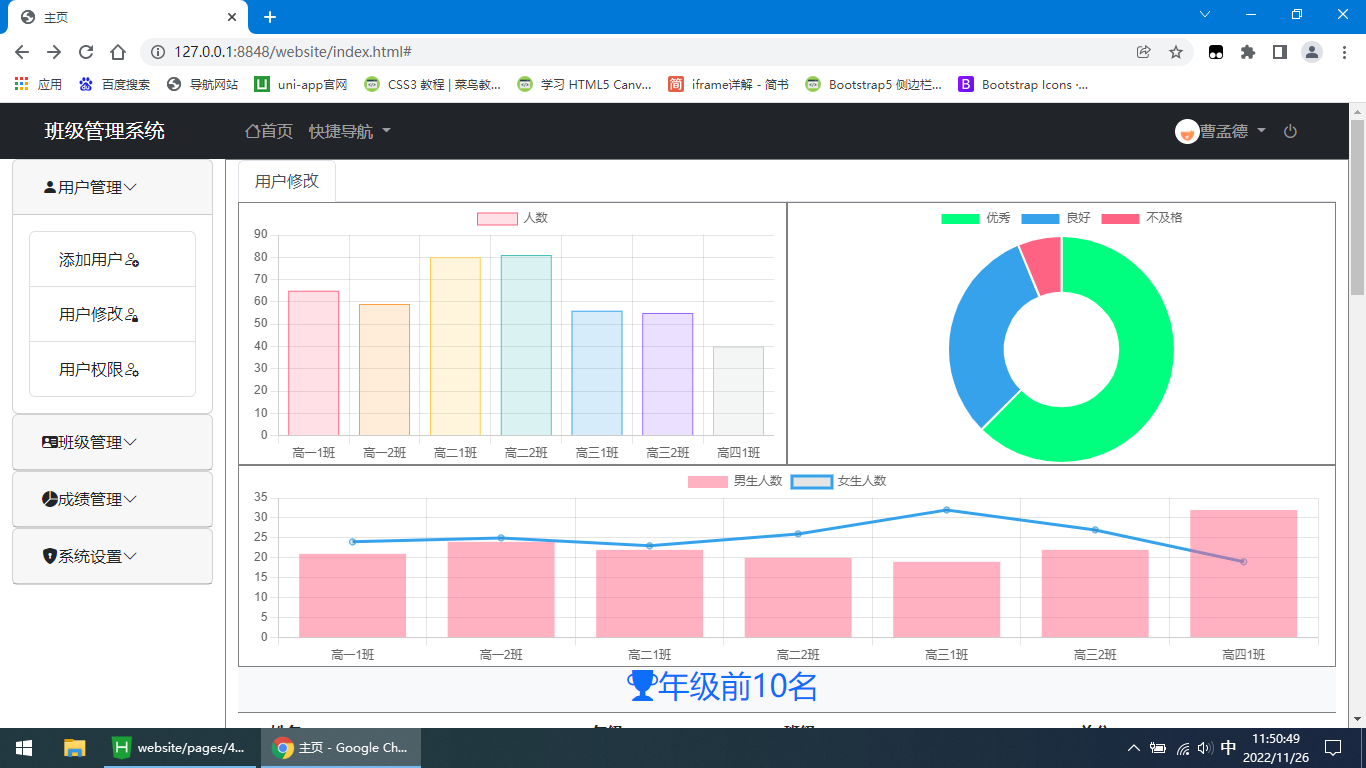 主页
127.0.0.1:8848/website/index.html#
应用 百度搜索 导航网站 uni-app官网 CSS3 教程 | 菜鸟教... 学习 HTML5 Canv... iframe详解 - 简书 Bootstrap5 侧边栏... Bootstrap Icons ·...
班级管理系统 首页 快捷导航 曹孟德
用户管理
添加用户
用户修改
用户权限
班级管理
成绩管理
系统设置
用户修改
人数
90
80
70
60
50
40
30
20
10
0
高一1班 高一2班 高二1班 高二2班 高三1班 高三2班 高四1班
优秀 良好 不及格
男生人数 女生人数
35
30
25
20
15
10
5
0
高一1班 高一2班 高二1班 高二2班 高三1班 高三2班 高四1班
年级前10名
website/pages/4... 主页 - Google Ch... 中 11:50:49
2022/11/26